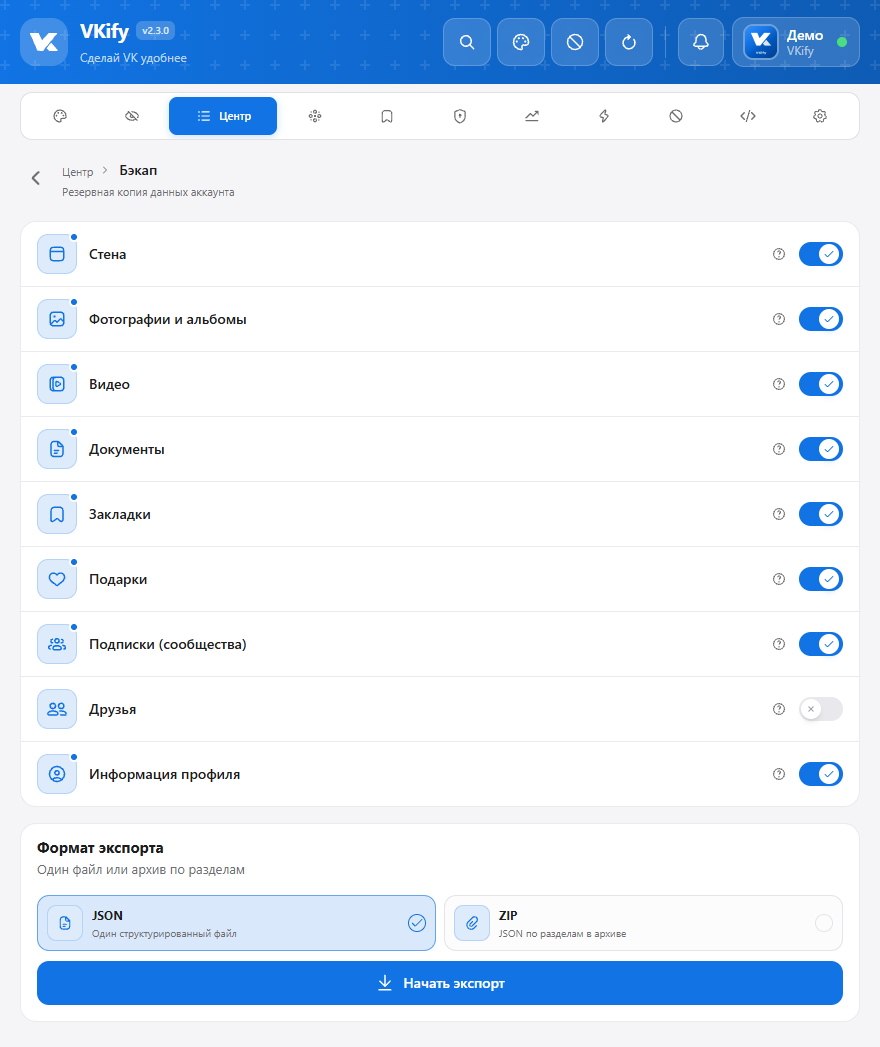 VKify v2.3.0
Сделай VK удобнее
Демо
VKify
Центр
Центр > Бэкап
Резервная копия данных аккаунта
Стена
Фотографии и альбомы
Видео
Документы
Закладки
Подарки
Подписки (сообщества)
Друзья
Информация профиля
Формат экспорта
Один файл или архив по разделам
JSON
Один структурированный файл
ZIP
JSON по разделам в архиве
Начать экспорт